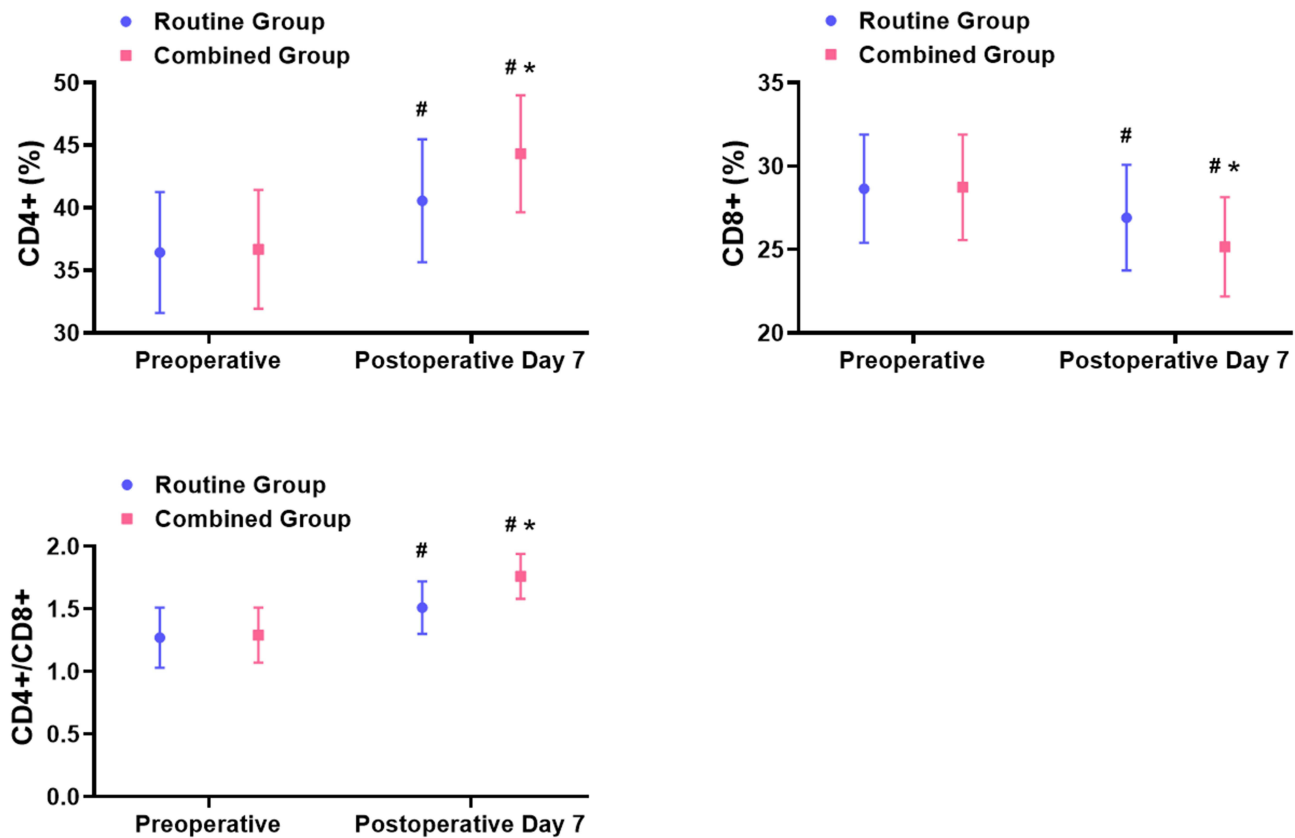 Routine Group
Combined Group
# *
#
50
45
40
35
30
CD4+ (%)
Preoperative
Postoperative Day 7
Routine Group
Combined Group
#
# *
35
30
25
20
CD8+ (%)
Preoperative
Postoperative Day 7
Routine Group
Combined Group
# *
#
2.0
1.5
1.0
0.5
0.0
CD4+/CD8+
Preoperative
Postoperative Day 7